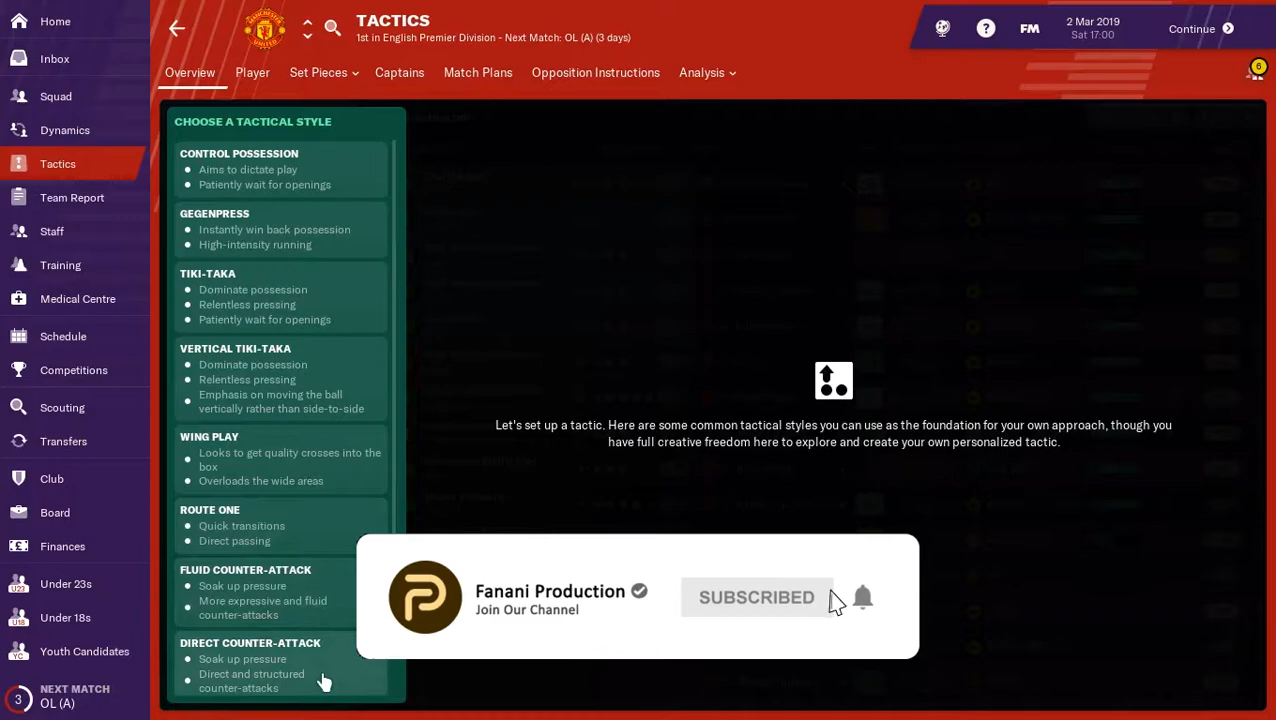 Home
Inbox
Squad
Dynamics
Tactics
Team Report
Staff
Training
Medical Centre
Schedule
Competitions
Scouting
Transfers
Club
Board
Finances
U23
Under 23s
U18
Under 18s
YC
Youth Candidates
3
NEXT MATCH
OL (A)
TACTICS
1st in English Premier Division - Next Match: OL (A) (3 days)
FM
2 Mar 2019
Sat 17:00
Continue
6
Overview
Player
Set Pieces
Captains
Match Plans
Opposition Instructions
Analysis
CHOOSE A TACTICAL STYLE
CONTROL POSSESSION
Aims to dictate play
Patiently wait for openings
GEGENPRESS
Instantly win back possession
High-intensity running
TIKI-TAKA
Dominate possession
Relentless pressing
Patiently wait for openings
VERTICAL TIKI-TAKA
Dominate possession
Relentless pressing
Emphasis on moving the ball
vertically rather than side-to-side
WING PLAY
Looks to get quality crosses into the
box
Overloads the wide areas
ROUTE ONE
Quick transitions
Direct passing
FLUID COUNTER-ATTACK
Soak up pressure
More expressive and fluid
counter-attacks
DIRECT COUNTER-ATTACK
Soak up pressure
Direct and structured
counter-attacks
Let's set up a tactic. Here are some common tactical styles you can use as the foundation for your own approach, though you
have full creative freedom here to explore and create your own personalized tactic.
Fanani Production
Join Our Channel
SUBSCRIBED